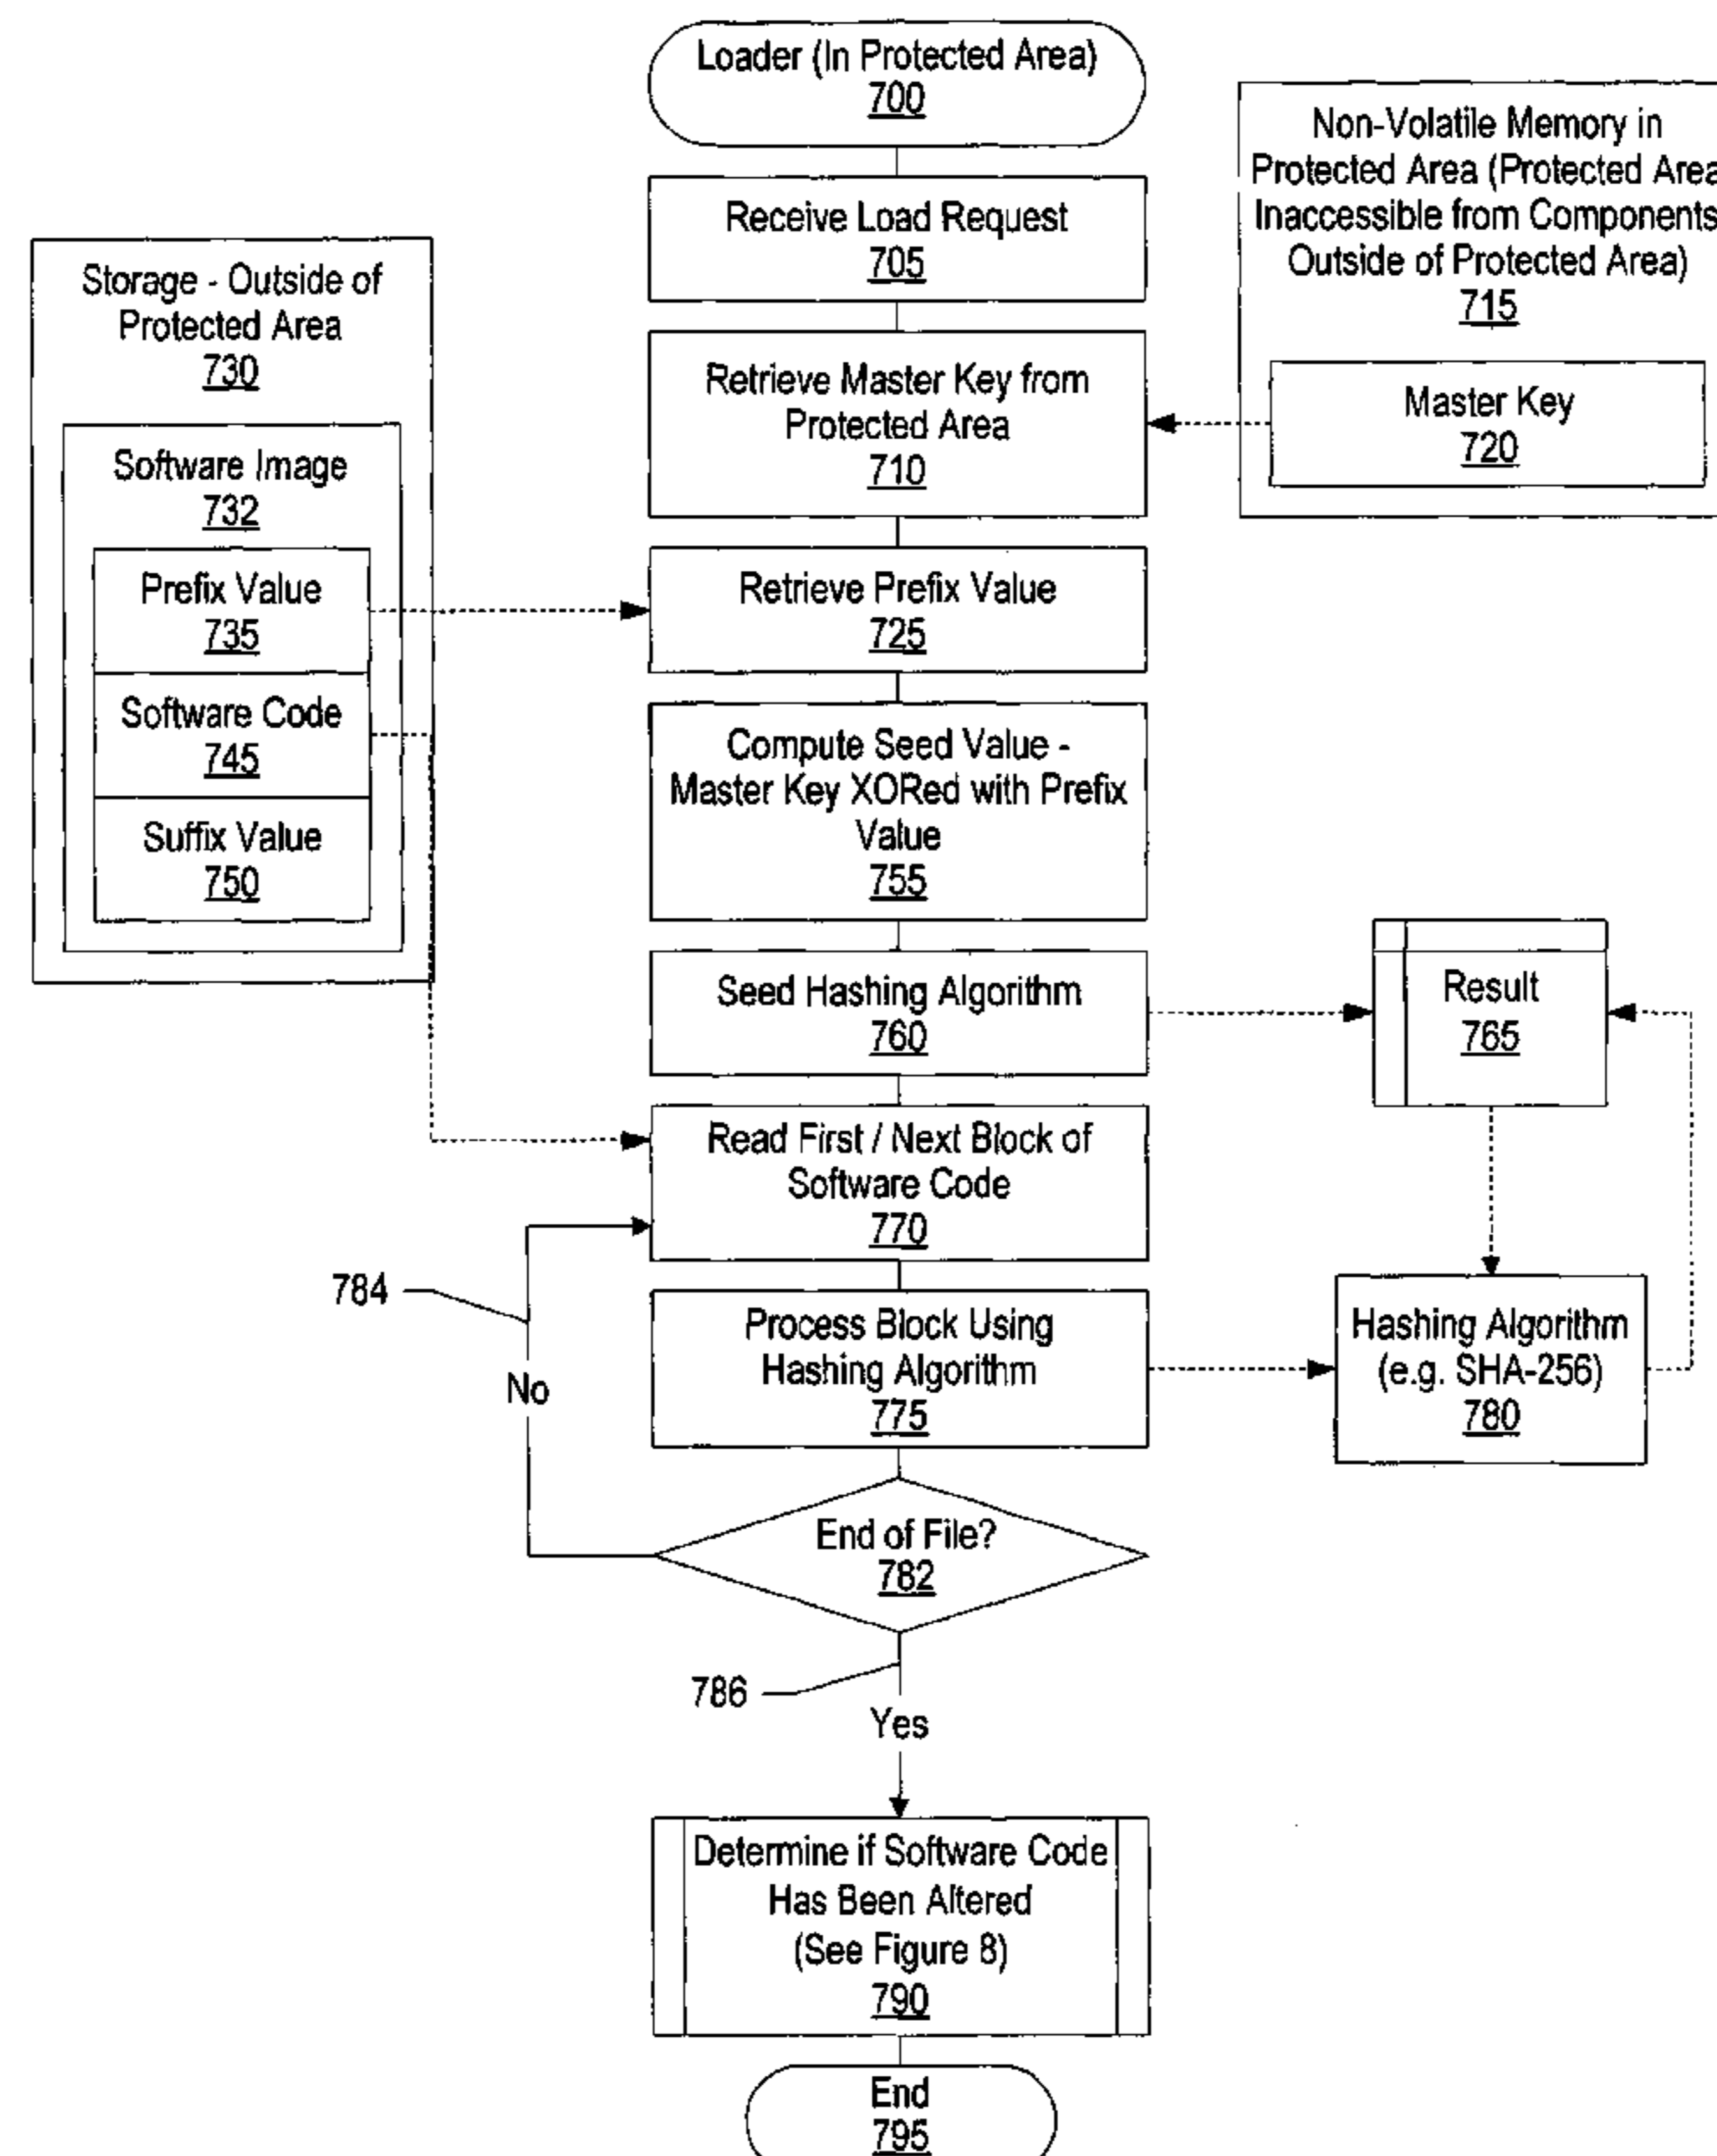 Loader (In Protected Area)
700
Receive Load Request
705
Retrieve Master Key from
Protected Area
710
Non-Volatile Memory in
Protected Area (Protected Area
Inaccessible from Components
Outside of Protected Area)
715
Master Key
720
Storage - Outside of
Protected Area
730
Software Image
732
Prefix Value
735
Software Code
745
Suffix Value
750
Retrieve Prefix Value
725
Compute Seed Value -
Master Key XORed with Prefix
Value
755
Seed Hashing Algorithm
760
Result
765
Read First / Next Block of
Software Code
770
784
No
Process Block Using
Hashing Algorithm
775
Hashing Algorithm
(e.g. SHA-256)
780
End of File?
782
786
Yes
Determine if Software Code
Has Been Altered
(See Figure 8)
790
End
795